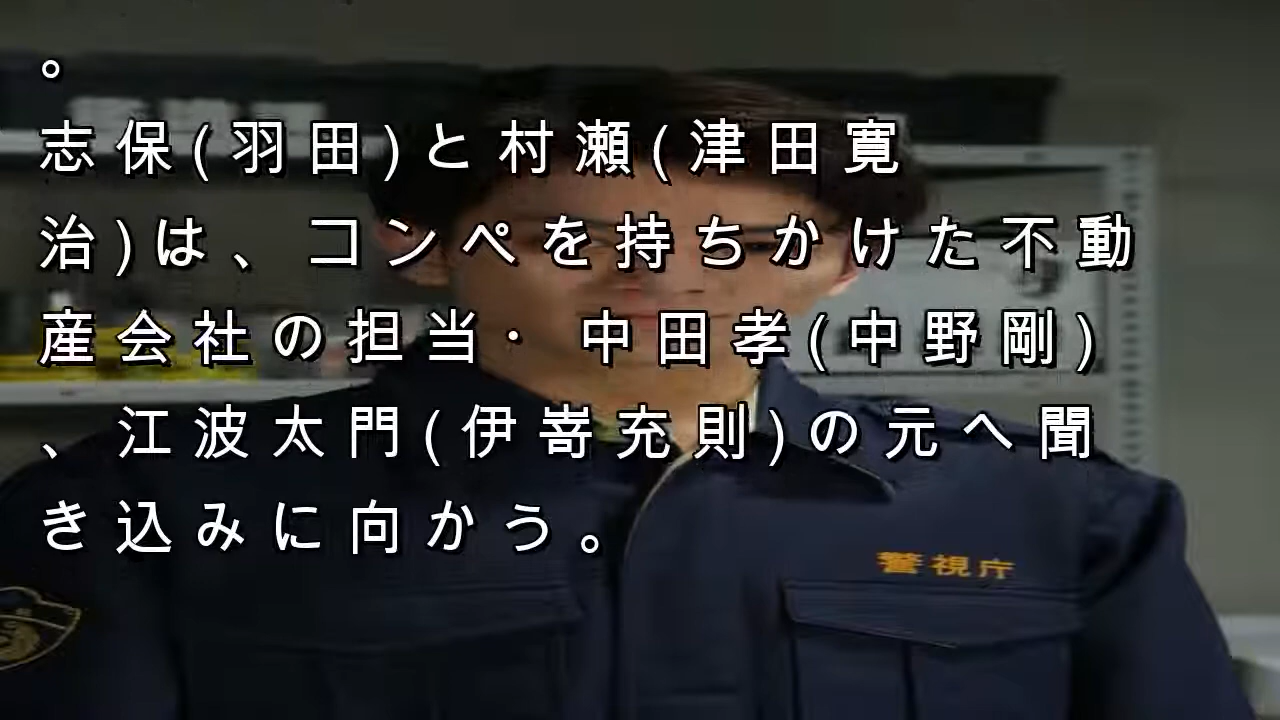 。
志保(羽田)と村瀬(津田寛
治)は、コンペを持ちかけた不動
産会社の担当・中田孝(中野剛)
、江波太門(伊嵜充則)の元へ聞
き込みに向かう。
警視庁